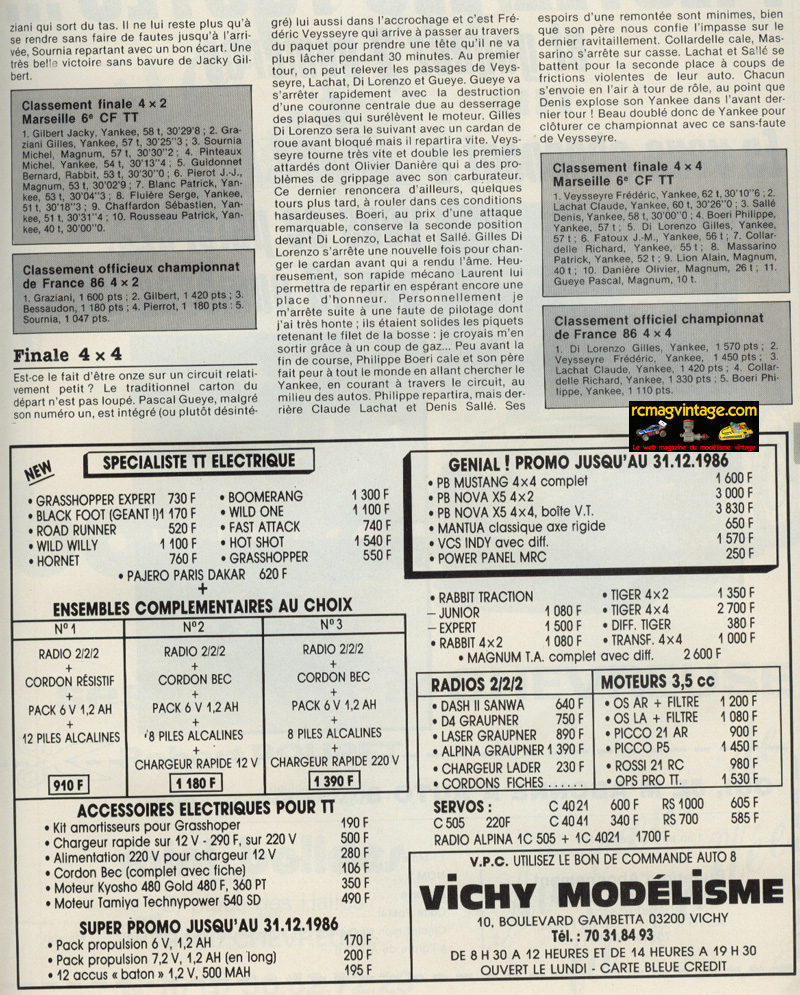 ziani qui sort du tas. Il ne lui reste plus qu'à
se rendre sans faire de fautes jusqu'à l'arri-
vée, Sournia repartant avec un bon écart. Une
très belle victoire sans bavure de Jacky Gil-
bert.
Classement finale 4 × 2
Marseille 6e CF TT
1. Gilbert Jacky, Yankee, 58 t, 30'29"8 ; 2. Gra-
ziani Gilles, Yankee, 57 t, 30'25"3 ; 3. Sournia
Michel, Magnum, 57 t, 30'30"2 ; 4. Pinteaux
Michel, Yankee, 54 t, 30'13"4 ; 5. Guidonnet
Bernard, Rabbit, 53 t, 30'30"0 ; 6. Pierot J.-J.,
Magnum, 53 t, 30'02"9 ; 7. Blanc Patrick, Yan-
kee, 53 t, 30'04"3 ; 8. Fluière Serge, Yankee,
51 t, 30'18"3 ; 9. Chaffardon Sébastien, Yan-
kee, 51 t, 30'31"4 ; 10. Rousseau Patrick, Yan-
kee, 40 t, 30'00"0.
Classement officieux championnat
de France 86 4 × 2
1. Graziani, 1 600 pts ; 2. Gilbert, 1 420 pts ; 3.
Bessaudon, 1 180 pts ; 4. Pierrot, 1 180 pts : 5.
Sournia, 1 047 pts.
Finale 4 × 4
Est-ce le fait d'être onze sur un circuit relati-
vement petit ? Le traditionnel carton du
départ n'est pas loupé. Pascal Gueye, malgré
son numéro un, est intégré (ou plutôt désinté-
gré) lui aussi dans l'accrochage et c'est Fré-
déric Veysseyre qui arrive à passer au travers
du paquet pour prendre une tête qu'il ne va
plus lâcher pendant 30 minutes. Au premier
tour, on peut relever les passages de Veys-
seyre, Lachat, Di Lorenzo et Gueye. Gueye va
s'arrêter rapidement avec la destruction
d'une couronne centrale due au desserrage
des plaques qui surélèvent le moteur. Gilles
Di Lorenzo sera le suivant avec un cardan de
roue avant bloqué mais il repartira vite. Veys-
seyre tourne très vite et double les premiers
attardés dont Olivier Danière qui a des pro-
blèmes de grippage avec son carburateur.
Ce dernier renoncera d'ailleurs, quelques
tours plus tard, à rouler dans ces conditions
hasardeuses. Boeri, au prix d'une attaque
remarquable, conserve la seconde position
devant Di Lorenzo, Lachat et Sallé. Gilles Di
Lorenzo s'arrête une nouvelle fois pour chan-
ger le cardan avant qui a rendu l'âme. Heu-
reusement, son rapide mécano Laurent lui
permettra de repartir en espérant encore une
place d'honneur. Personnellement je
m'arrête suite à une faute de pilotage dont
j'ai très honte ; ils étaient solides les piquets
retenant le filet de la bosse : je croyais m'en
sortir grâce à un coup de gaz... Peu avant la
fin de course, Philippe Boeri cale et son père
fait peur à tout le monde en allant chercher le
Yankee, en courant à travers le circuit, au
milieu des autos. Philippe repartira, mais der-
rière Claude Lachat et Denis Sallé. Ses
espoirs d'une remontée sont minimes, bien
que son père nous confie l'impasse sur le
dernier ravitaillement. Collardelle cale, Mas-
sarino s'arrête sur casse. Lachat et Sallé se
battent pour la seconde place à coups de
frictions violentes de leur auto. Chacun
s'envoie en l'air à tour de rôle, au point que
Denis explose son Yankee dans l'avant der-
nier tour ! Beau doublé donc de Yankee pour
clôturer ce championnat avec ce sans-faute
de Veysseyre.
Classement finale 4 × 4
Marseille 6e CF TT
1. Veysseyre Frédéric, Yankee, 62 t, 30'10"6 ; 2.
Lachat Claude, Yankee, 60 t, 30'26"0 ; 3. Sallé
Denis, Yankee, 58 t, 30'00"0 ; 4. Boeri Philippe,
Yankee, 57 t ; 5. Di Lorenzo Gilles, Yankee,
57 t ; 6. Fatoux J.-M., Yankee, 56 t ; 7. Collar-
delle Richard, Yankee, 55 t ; 8. Massarino
Patrick, Yankee, 52 t ; 9. Lion Alain, Magnum,
40 t ; 10. Danière Olivier, Magnum, 26 t ; 11.
Gueye Pascal, Magnum, 10 t.
Classement officiel championnat
de France 86 4 × 4
1. Di Lorenzo Gilles, Yankee, 1 570 pts ; 2.
Veysseyre Frédéric, Yankee, 1 450 pts ; 3.
Lachat Claude, Yankee, 1 420 pts ; 4. Collar-
delle Richard, Yankee, 1 330 pts ; 5. Boeri Phi-
lippe, Yankee, 1 110 pts.
rcmagvintage.com
Le web magazine du modélisme vintage
NEW
SPECIALISTE TT ELECTRIQUE
• GRASSHOPPER EXPERT 730 F
• BLACK FOOT (GEANT !) 1 170 F
• ROAD RUNNER 520 F
• WILD WILLY 1 100 F
• HORNET 760 F
• BOOMERANG 1 300 F
• WILD ONE 1 100 F
• FAST ATTACK 740 F
• HOT SHOT 1 540 F
• GRASSHOPPER 550 F
• PAJERO PARIS DAKAR 620 F
+
ENSEMBLES COMPLEMENTAIRES AU CHOIX
N° 1
RADIO 2/2/2
+
CORDON RÉSISTIF
+
PACK 6 V 1,2 AH
+
12 PILES ALCALINES
910 F
N° 2
RADIO 2/2/2
+
CORDON BEC
+
PACK 6 V 1,2 AH
+
8 PILES ALCALINES
+
CHARGEUR RAPIDE 12 V
1 180 F
N° 3
RADIO 2/2/2
+
CORDON BEC
+
PACK 6 V 1,2 AH
+
8 PILES ALCALINES
+
CHARGEUR RAPIDE 220 V
1 390 F
ACCESSOIRES ELECTRIQUES POUR TT
• Kit amortisseurs pour Grasshoper 190 F
• Chargeur rapide sur 12 V - 290 F, sur 220 V 500 F
• Alimentation 220 V pour chargeur 12 V 280 F
• Cordon Bec (complet avec fiche) 106 F
• Moteur Kyosho 480 Gold 480 F, 360 PT 350 F
• Moteur Tamiya Technypower 540 SD 490 F
SUPER PROMO JUSQU'AU 31.12.1986
• Pack propulsion 6 V, 1,2 AH 170 F
• Pack propulsion 7,2 V, 1,2 AH (en long) 200 F
• 12 accus « baton » 1,2 V, 500 MAH 195 F
GENIAL ! PROMO JUSQU'AU 31.12.1986
• PB MUSTANG 4×4 complet 1 600 F
• PB NOVA X5 4×2 3 000 F
• PB NOVA X5 4×4, boîte V.T. 3 830 F
• MANTUA classique axe rigide 650 F
• VCS INDY avec diff. 1 570 F
• POWER PANEL MRC 250 F
• RABBIT TRACTION
– JUNIOR 1 080 F
– EXPERT 1 500 F
• RABBIT 4×2 1 080 F
• TIGER 4×2 1 350 F
• TIGER 4×4 2 700 F
• DIFF. TIGER 380 F
• TRANSF. 4×4 1 000 F
• MAGNUM T.A. complet avec diff. 2 600 F
RADIOS 2/2/2
• DASH II SANWA 640 F
• D4 GRAUPNER 750 F
• LASER GRAUPNER 890 F
• ALPINA GRAUPNER 1 390 F
• CHARGEUR LADER 230 F
• CORDONS FICHES ......
MOTEURS 3,5 cc
• OS AR + FILTRE 1 200 F
• OS LA + FILTRE 1 080 F
• PICCO 21 AR 900 F
• PICCO P5 1 450 F
• ROSSI 21 RC 980 F
• OPS PRO TT. 1 530 F
SERVOS : C 4021 600 F RS 1000 605 F
C 505 220F C 4041 340 F RS 700 585 F
RADIO ALPINA 1C 505 + 1C 4021 1700 F
V.P.C. UTILISEZ LE BON DE COMMANDE AUTO 8
VICHY MODÉLISME
10, BOULEVARD GAMBETTA 03200 VICHY
Tél. : 70 31.84 93
DE 8 H 30 A 12 HEURES ET DE 14 HEURES A 19 H 30
OUVERT LE LUNDI - CARTE BLEUE CREDIT